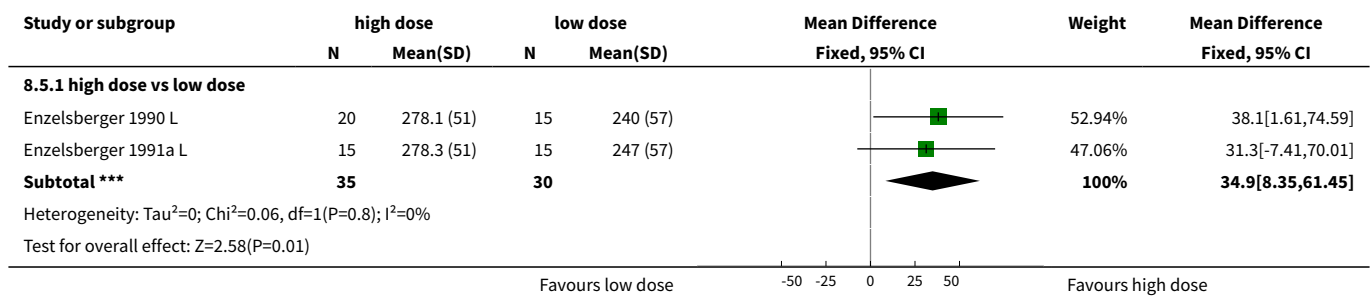 Study or subgroup high dose low dose Mean Difference Weight Mean Difference
N Mean(SD) N Mean(SD) Fixed, 95% CI Fixed, 95% CI
8.5.1 high dose vs low dose
Enzelsberger 1990 L 20 278.1 (51) 15 240 (57) 52.94% 38.1[1.61,74.59]
Enzelsberger 1991a L 15 278.3 (51) 15 247 (57) 47.06% 31.3[-7.41,70.01]
Subtotal *** 35 30 100% 34.9[8.35,61.45]
Heterogeneity: Tau²=0; Chi²=0.06, df=1(P=0.8); I²=0%
Test for overall effect: Z=2.58(P=0.01)
Favours low dose -50 -25 0 25 50 Favours high dose